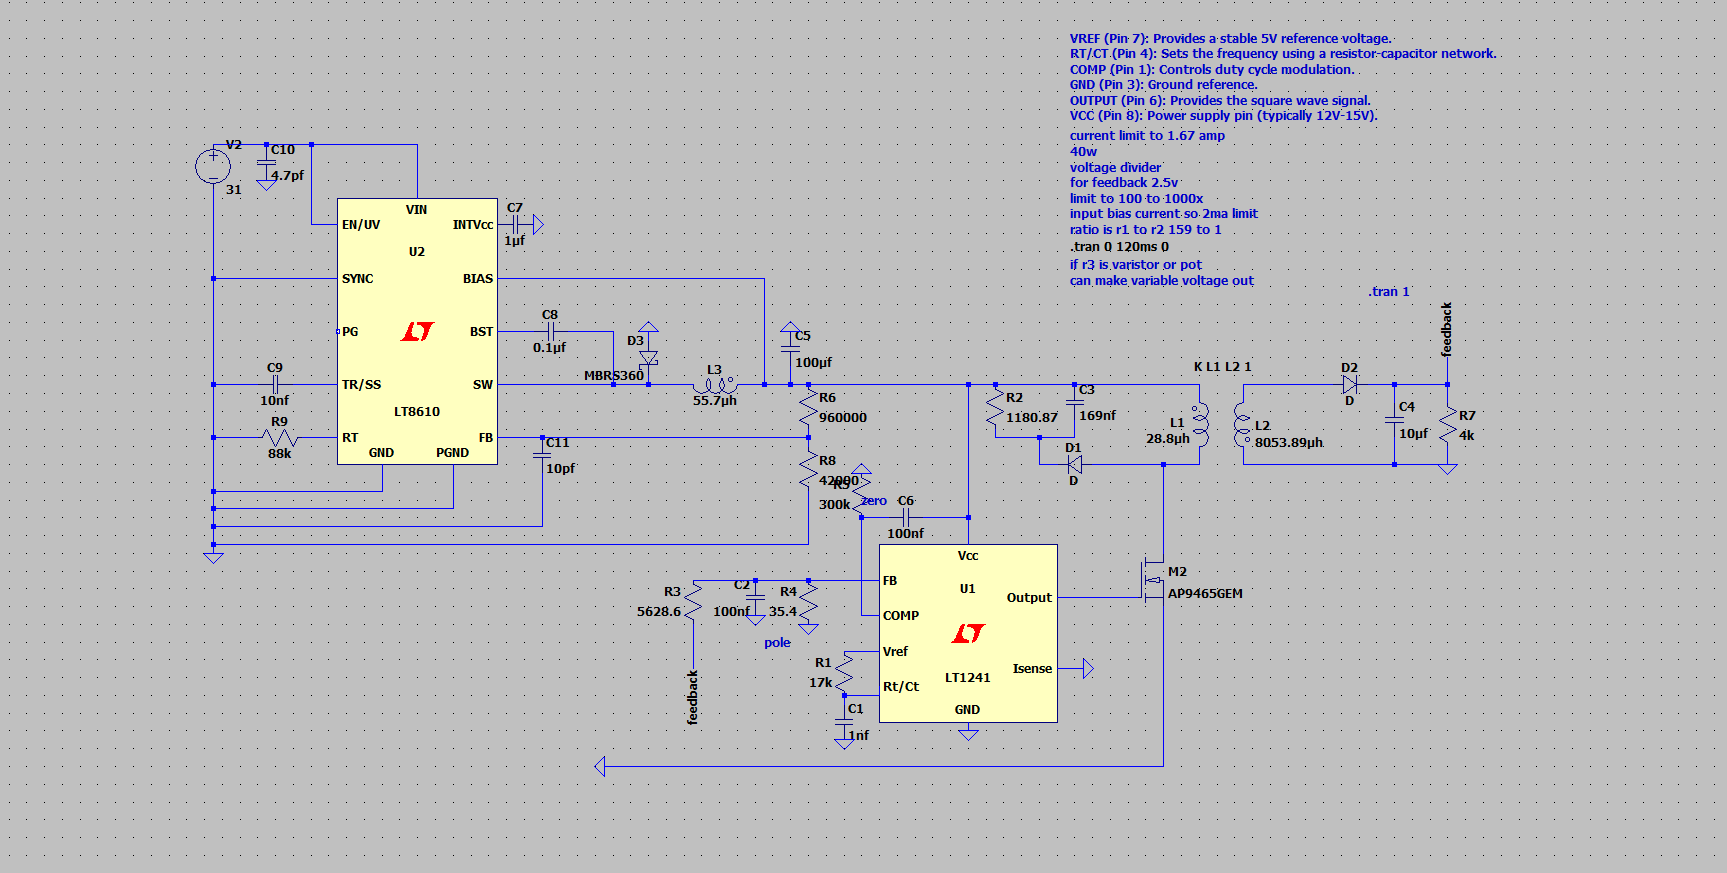 VREF (Pin 7): Provides a stable 5V reference voltage.
RT/CT (Pin 4): Sets the frequency using a resistor-capacitor network.
COMP (Pin 1): Controls duty cycle modulation.
GND (Pin 3): Ground reference.
OUTPUT (Pin 6): Provides the square wave signal.
VCC (Pin 8): Power supply pin (typically 12V-15V).
current limit to 1.67 amp
40w
voltage divider
for feedback 2.5v
limit to 100 to 1000x
input bias current so 2ma limit
ratio is r1 to r2 159 to 1
.tran 0 120ms 0
if r3 is varistor or pot
can make variable voltage out
.tran 1
V2
31
C10
4.7pf
VIN
EN/UV
INTVcc
U2
SYNC
BIAS
PG
BST
TR/SS
SW
LT8610
RT
FB
GND
PGND
C7
1µf
C8
0.1µf
D3
MBRS360
L3
55.7µh
C5
100µf
C9
10nf
R9
88k
C11
10pf
R6
960000
R8
42000
R5
300k
zero
C6
100nf
R2
1180.87
C3
169nf
D1
D
K L1 L2 1
L1
28.8µh
L2
8053.89µh
D2
D
feedback
C4
10µf
R7
4k
R3
5628.6
C2
100nf
R4
35.4
pole
feedback
R1
17k
C1
1nf
Vcc
FB
U1
Output
COMP
Vref
Isense
LT1241
Rt/Ct
GND
M2
AP9465GEM